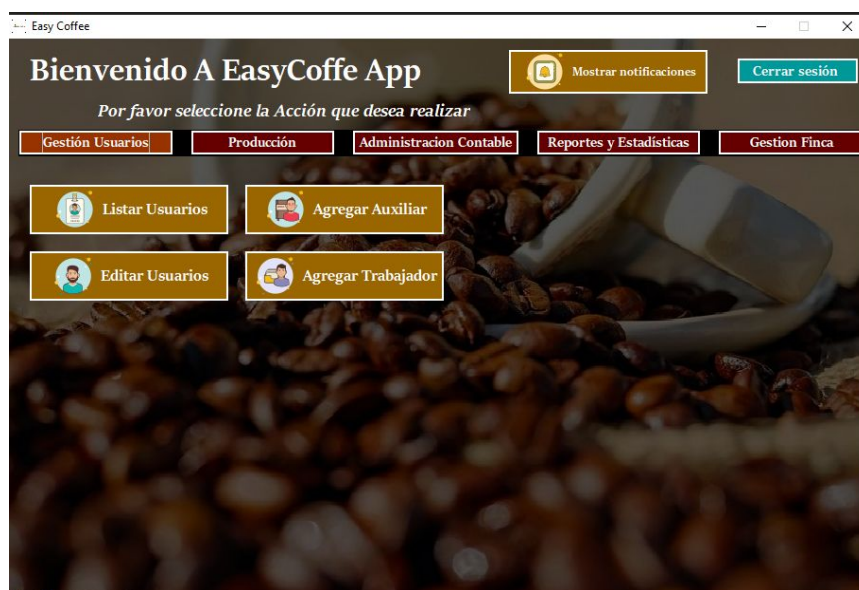 Easy Coffee
Bienvenido A EasyCoffe App
Mostrar notificaciones
Cerrar sesión
Por favor seleccione la Acción que desea realizar
Gestión Usuarios
Producción
Administracion Contable
Reportes y Estadísticas
Gestion Finca
Listar Usuarios
Agregar Auxiliar
Editar Usuarios
Agregar Trabajador